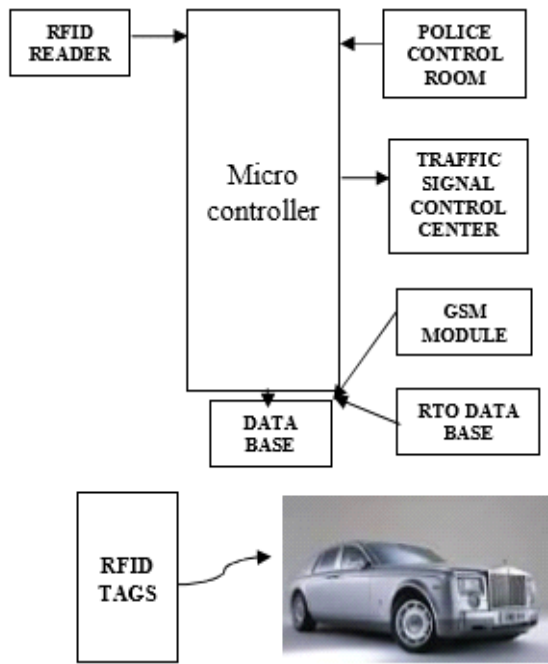 RFID
READER
POLICE
CONTROL
ROOM
Micro
controller
TRAFFIC
SIGNAL
CONTROL
CENTER
GSM
MODULE
DATA
BASE
RTO DATA
BASE
RFID
TAGS